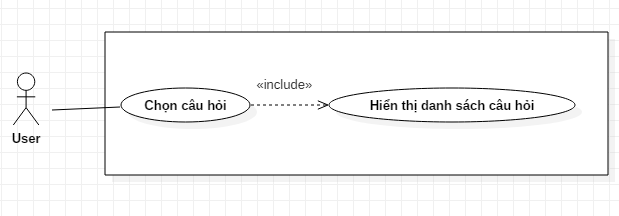 «include»
Chọn câu hỏi
Hiển thị danh sách câu hỏi
User